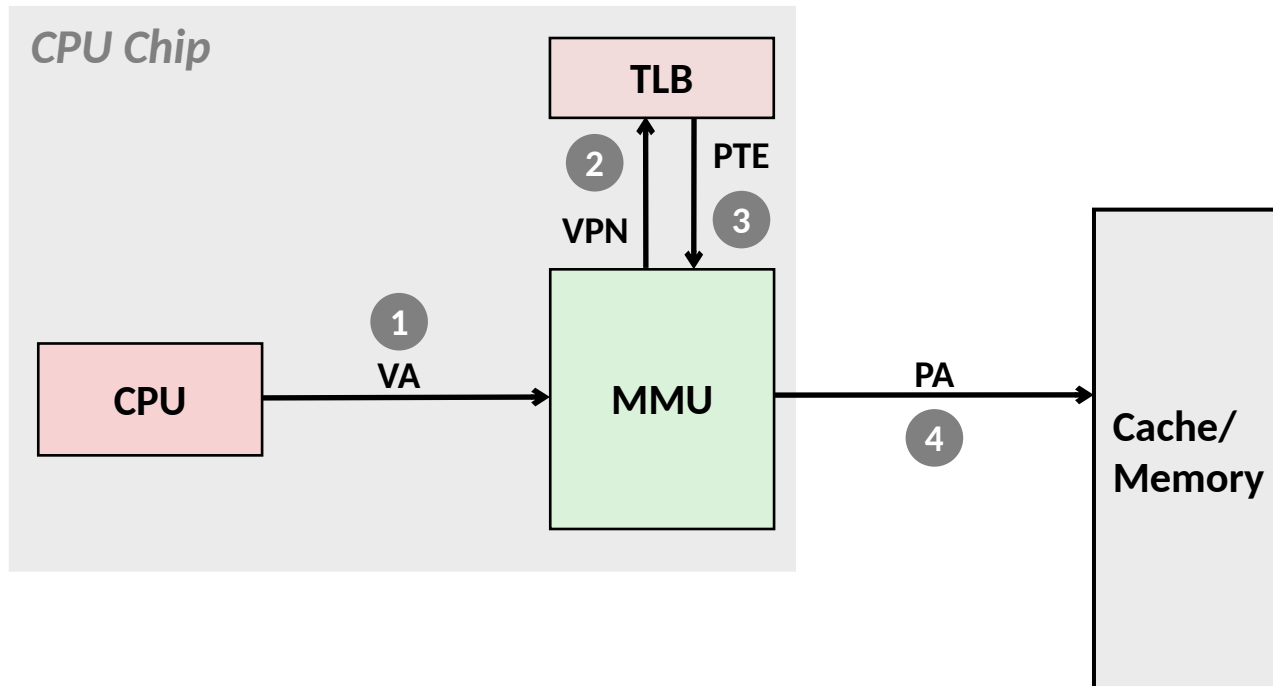 CPU Chip
TLB
2
PTE
3
VPN
1
VA
CPU
MMU
PA
4
Cache/
Memory